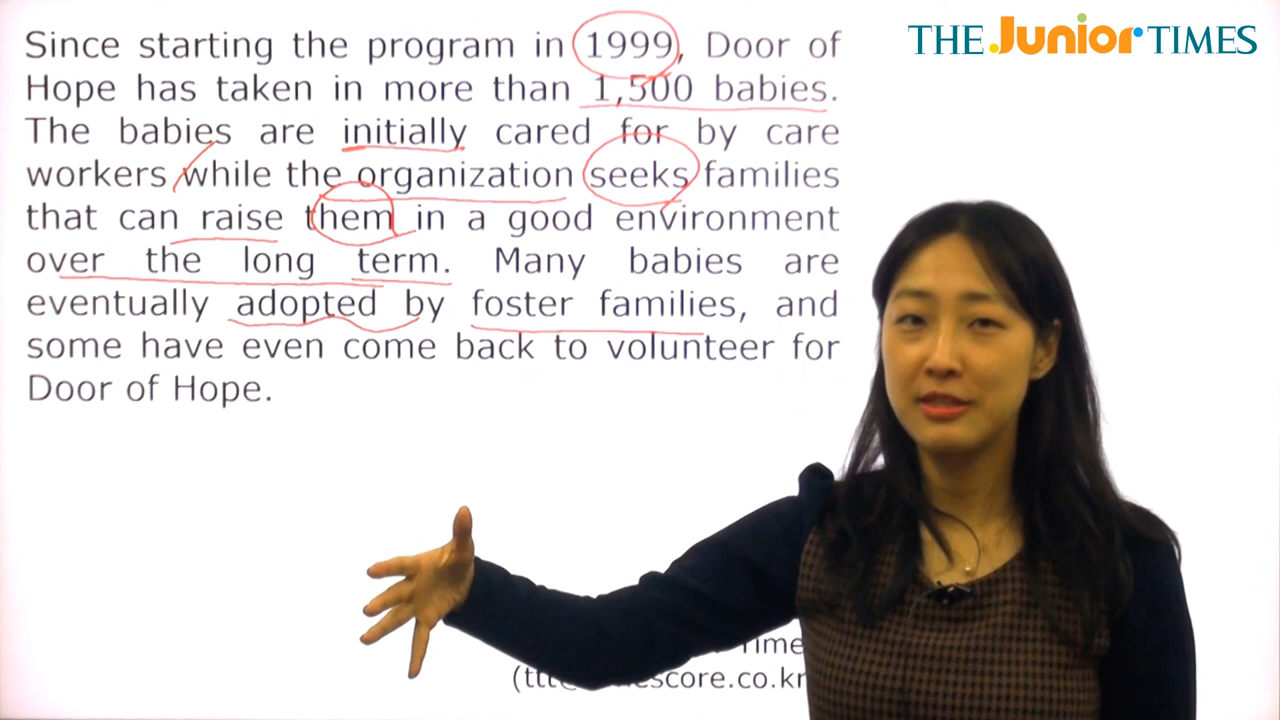 THE Junior TIMES
Since starting the program in 1999, Door of
Hope has taken in more than 1,500 babies.
The babies are initially cared for by care
workers while the organization seeks families
that can raise them in a good environment
over the long term. Many babies are
eventually adopted by foster families, and
some have even come back to volunteer for
Door of Hope.
score.co.kr